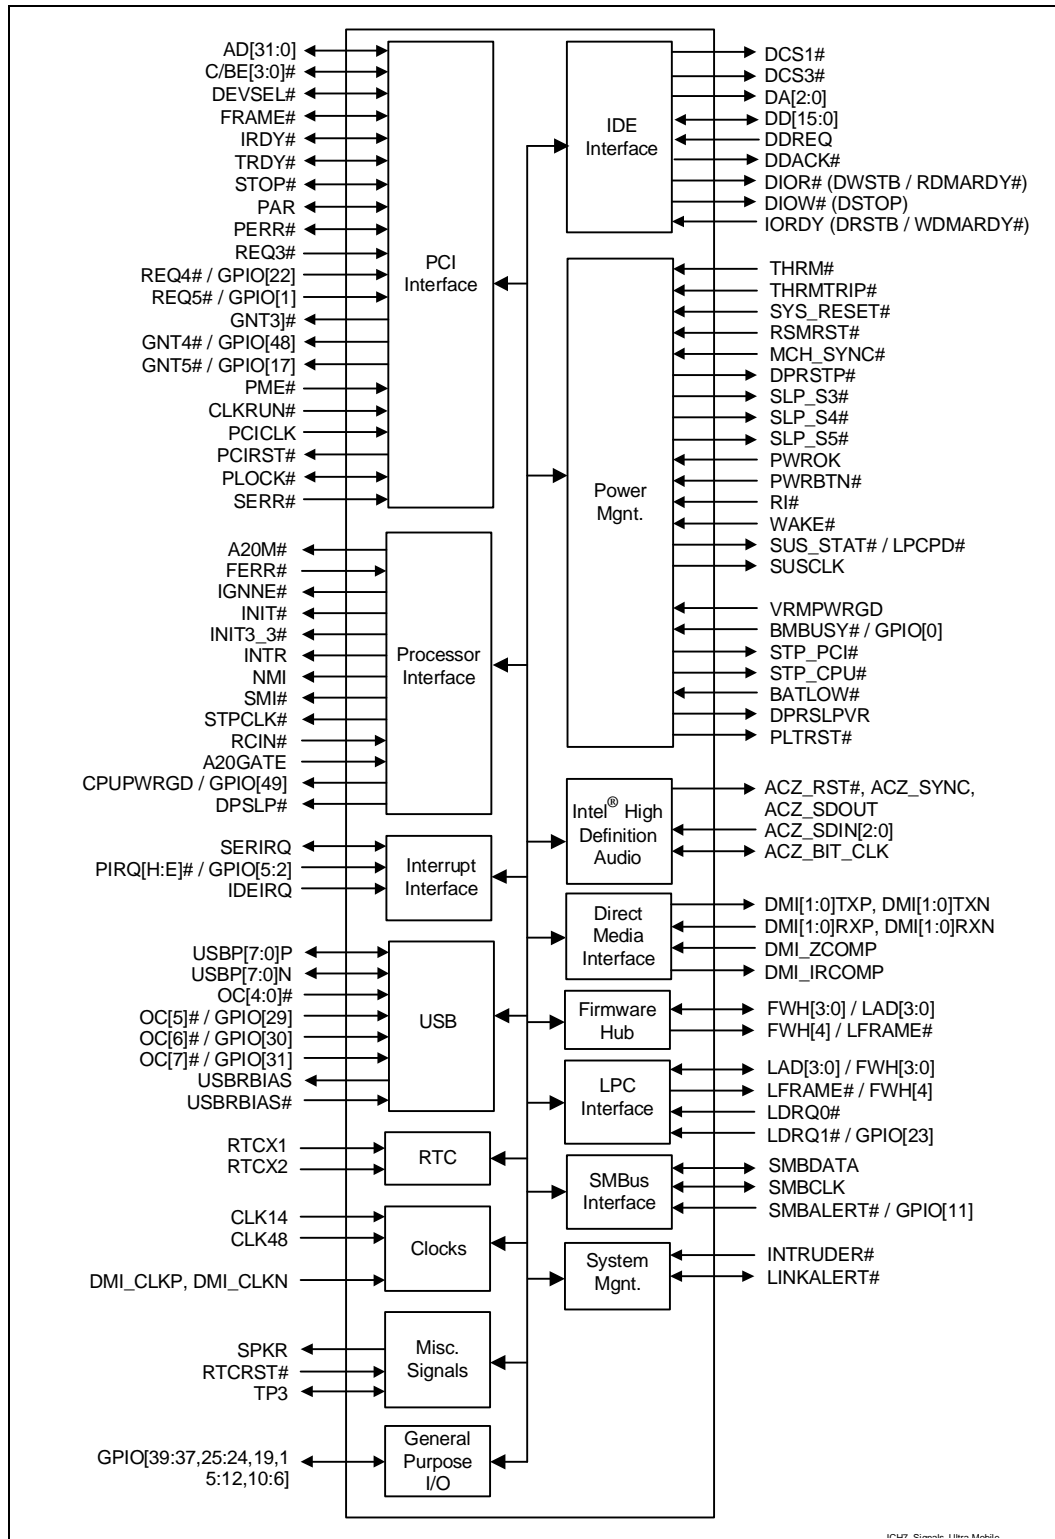 AD[31:0]
C/BE[3:0]#
DEVSEL#
FRAME#
IRDY#
TRDY#
STOP#
PAR
PERR#
REQ3#
REQ4# / GPIO[22]
REQ5# / GPIO[1]
GNT3]#
GNT4# / GPIO[48]
GNT5# / GPIO[17]
PME#
CLKRUN#
PCICLK
PCIRST#
PLOCK#
SERR#
PCI
Interface
A20M#
FERR#
IGNNE#
INIT#
INIT3_3#
INTR
NMI
SMI#
STPCLK#
RCIN#
A20GATE
CPUPWRGD / GPIO[49]
DPSLP#
Processor
Interface
SERIRQ
PIRQ[H:E]# / GPIO[5:2]
IDEIRQ
Interrupt
Interface
USBP[7:0]P
USBP[7:0]N
OC[4:0]#
OC[5]# / GPIO[29]
OC[6]# / GPIO[30]
OC[7]# / GPIO[31]
USBRBIAS
USBRBIAS#
USB
RTCX1
RTCX2
RTC
CLK14
CLK48
DMI_CLKP, DMI_CLKN
Clocks
SPKR
RTCRST#
TP3
Misc.
Signals
GPIO[39:37,25:24,19,1
5:12,10:6]
General
Purpose
I/O
IDE
Interface
DCS1#
DCS3#
DA[2:0]
DD[15:0]
DDREQ
DDACK#
DIOR# (DWSTB / RDMARDY#)
DIOW# (DSTOP)
IORDY (DRSTB / WDMARDY#)
Power
Mgnt.
THRM#
THRMTRIP#
SYS_RESET#
RSMRST#
MCH_SYNC#
DPRSTP#
SLP_S3#
SLP_S4#
SLP_S5#
PWROK
PWRBTN#
RI#
WAKE#
SUS_STAT# / LPCPD#
SUSCLK
VRMPWRGD
BMBUSY# / GPIO[0]
STP_PCI#
STP_CPU#
BATLOW#
DPRSLPVR
PLTRST#
Intel® High
Definition
Audio
ACZ_RST#, ACZ_SYNC,
ACZ_SDOUT
ACZ_SDIN[2:0]
ACZ_BIT_CLK
Direct
Media
Interface
DMI[1:0]TXP, DMI[1:0]TXN
DMI[1:0]RXP, DMI[1:0]RXN
DMI_ZCOMP
DMI_IRCOMP
Firmware
Hub
FWH[3:0] / LAD[3:0]
FWH[4] / LFRAME#
LPC
Interface
LAD[3:0] / FWH[3:0]
LFRAME# / FWH[4]
LDRQ0#
LDRQ1# / GPIO[23]
SMBus
Interface
SMBDATA
SMBCLK
SMBALERT# / GPIO[11]
System
Mgnt.
INTRUDER#
LINKALERT#